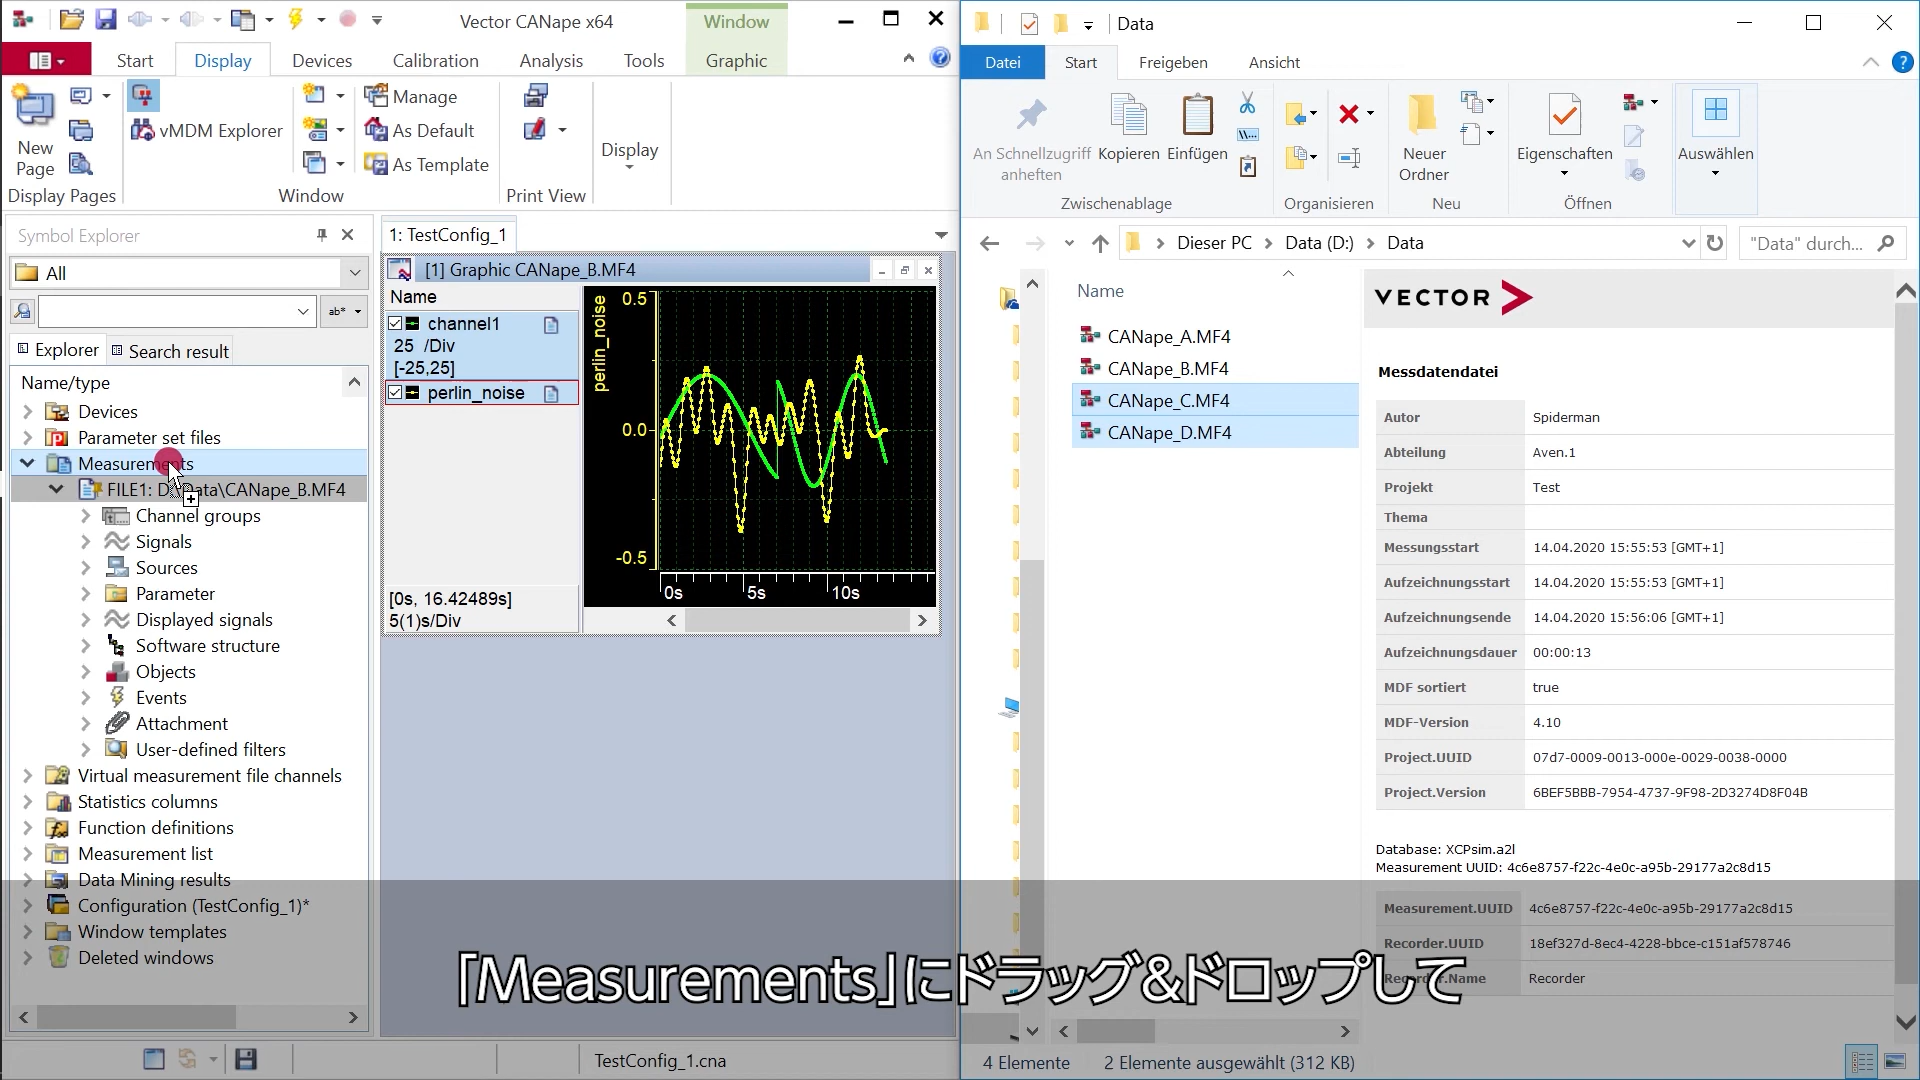 Vector CANape x64
Window
Start
Display
Devices
Calibration
Analysis
Tools
Graphic
New
Page
vMDM Explorer
Manage
As Default
As Template
Display
Display Pages
Window
Print View
Symbol Explorer
All
ab*
Explorer
Search result
Name/type
Devices
Parameter set files
Measurements
FILE1: D:\Data\CANape_B.MF4
Channel groups
Signals
Sources
Parameter
Displayed signals
Software structure
Objects
Events
Attachment
User-defined filters
Virtual measurement file channels
Statistics columns
Function definitions
Measurement list
Data Mining results
Configuration (TestConfig_1)*
Window templates
Deleted windows
1: TestConfig_1
[1] Graphic CANape_B.MF4
Name
channel1
25 /Div
[-25,25]
perlin_noise
[0s, 16.42489s]
5(1)s/Div
perlin_noise
0.5
0.0
-0.5
0s
5s
10s
TestConfig_1.cna
Data
Datei
Start
Freigeben
Ansicht
An Schnellzugriff
anheften
Kopieren
Einfügen
Neuer
Ordner
Eigenschaften
Auswählen
Zwischenablage
Organisieren
Neu
Öffnen
Dieser PC
Data (D:)
Data
"Data" durch...
Name
CANape_A.MF4
CANape_B.MF4
CANape_C.MF4
CANape_D.MF4
VECTOR
Messdatendatei
Autor Spiderman
Abteilung Aven.1
Projekt Test
Thema
Messungsstart 14.04.2020 15:55:53 [GMT+1]
Aufzeichnungsstart 14.04.2020 15:55:53 [GMT+1]
Aufzeichnungsende 14.04.2020 15:56:06 [GMT+1]
Aufzeichnungsdauer 00:00:13
MDF sortiert true
MDF-Version 4.10
Project.UUID 07d7-0009-0013-000e-0029-0038-0000
Project.Version 6BEF5BBB-7954-4737-9F98-2D3274D8F04B
Database: XCPsim.a2l
Measurement UUID: 4c6e8757-f22c-4e0c-a95b-29177a2c8d15
Measurement.UUID 4c6e8757-f22c-4e0c-a95b-29177a2c8d15
Recorder.UUID 18ef327d-8ec4-4228-bbce-c151af578746
Recorder.Name Recorder
4 Elemente
2 Elemente ausgewählt (312 KB)
「Measurements」にドラッグ&ドロップして